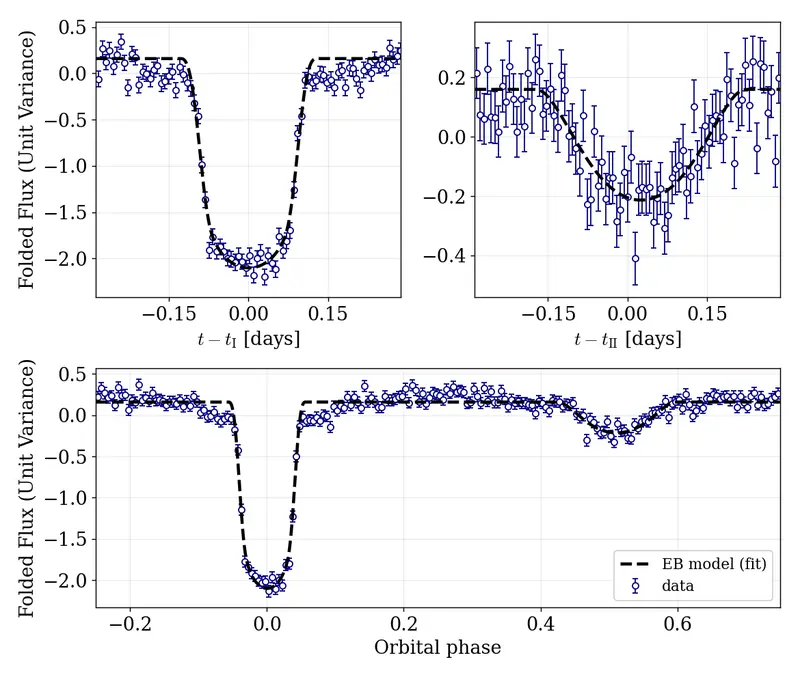 Folded Flux (Unit Variance)
0.5
0.0
−0.5
−1.0
−1.5
−2.0
−0.15 0.00 0.15
t − t_I [days]
0.2
0.0
−0.2
−0.4
−0.15 0.00 0.15
t − t_II [days]
Folded Flux (Unit Variance)
0.5
0.0
−0.5
−1.0
−1.5
−2.0
EB model (fit)
data
−0.2 0.0 0.2 0.4 0.6
Orbital phase